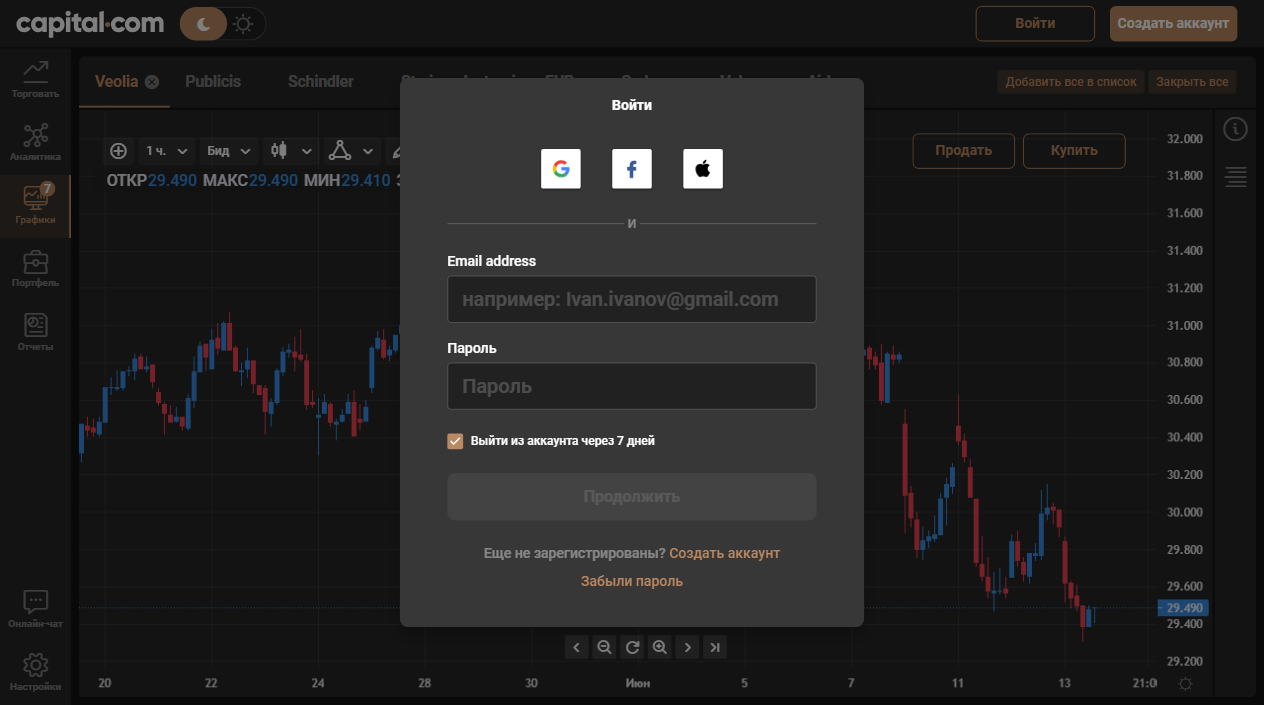 capital.com
Войти
Создать аккаунт
Торговать
Аналитика
7
Графики
Портфель
Отчеты
Онлайн-чат
Настройки
Veolia
Publicis
Schindler
Добавить все в список
Закрыть все
1 ч.
Бид
ОТКР29.490 МАКС29.490 МИН29.410
Продать
Купить
Войти
И
Email address
например: Ivan.ivanov@gmail.com
Пароль
Пароль
Выйти из аккаунта через 7 дней
Продолжить
Еще не зарегистрированы? Создать аккаунт
Забыли пароль
32.000
31.800
31.600
31.400
31.200
31.000
30.800
30.600
30.400
30.200
30.000
29.800
29.600
29.490
29.400
29.200
20
22
24
28
30
Июн
5
7
11
13